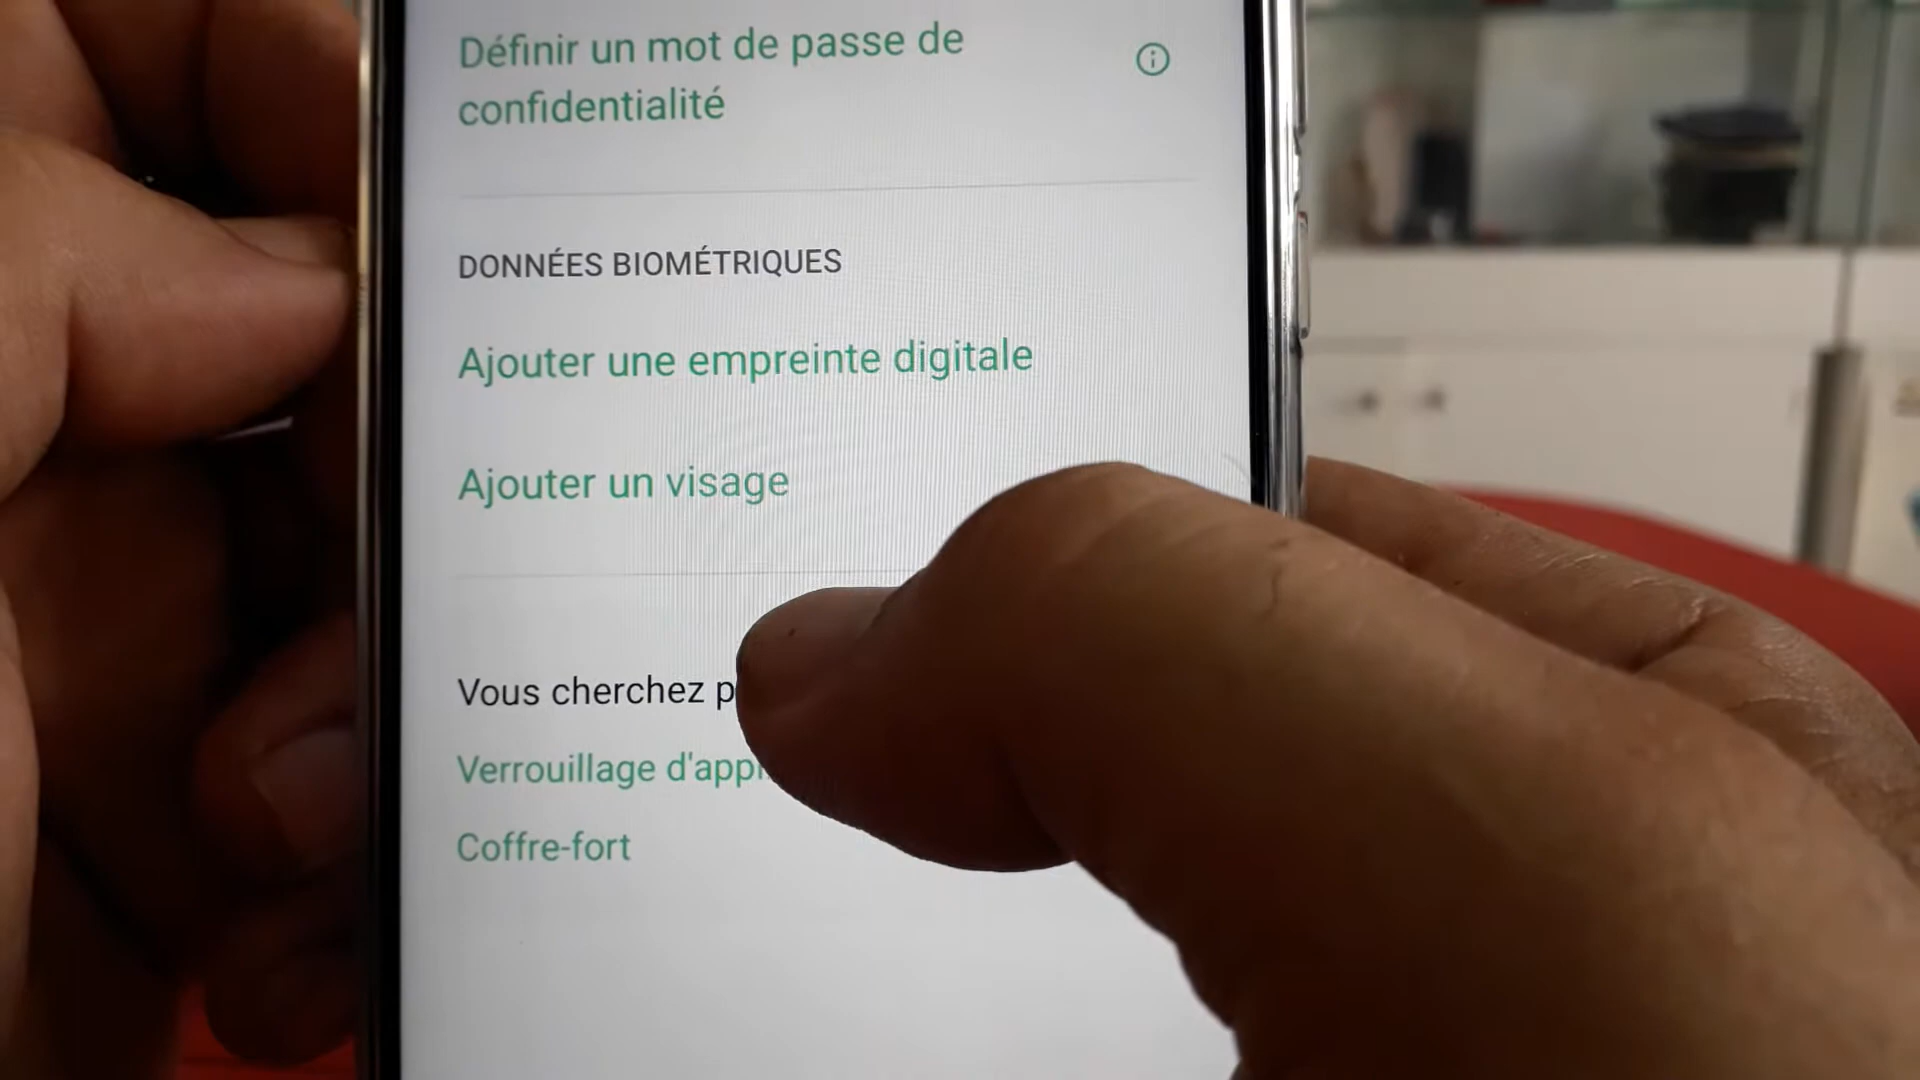 Définir un mot de passe de
confidentialité
DONNÉES BIOMÉTRIQUES
Ajouter une empreinte digitale
Ajouter un visage
Vous cherchez
Verrouillage
Coffre-fort